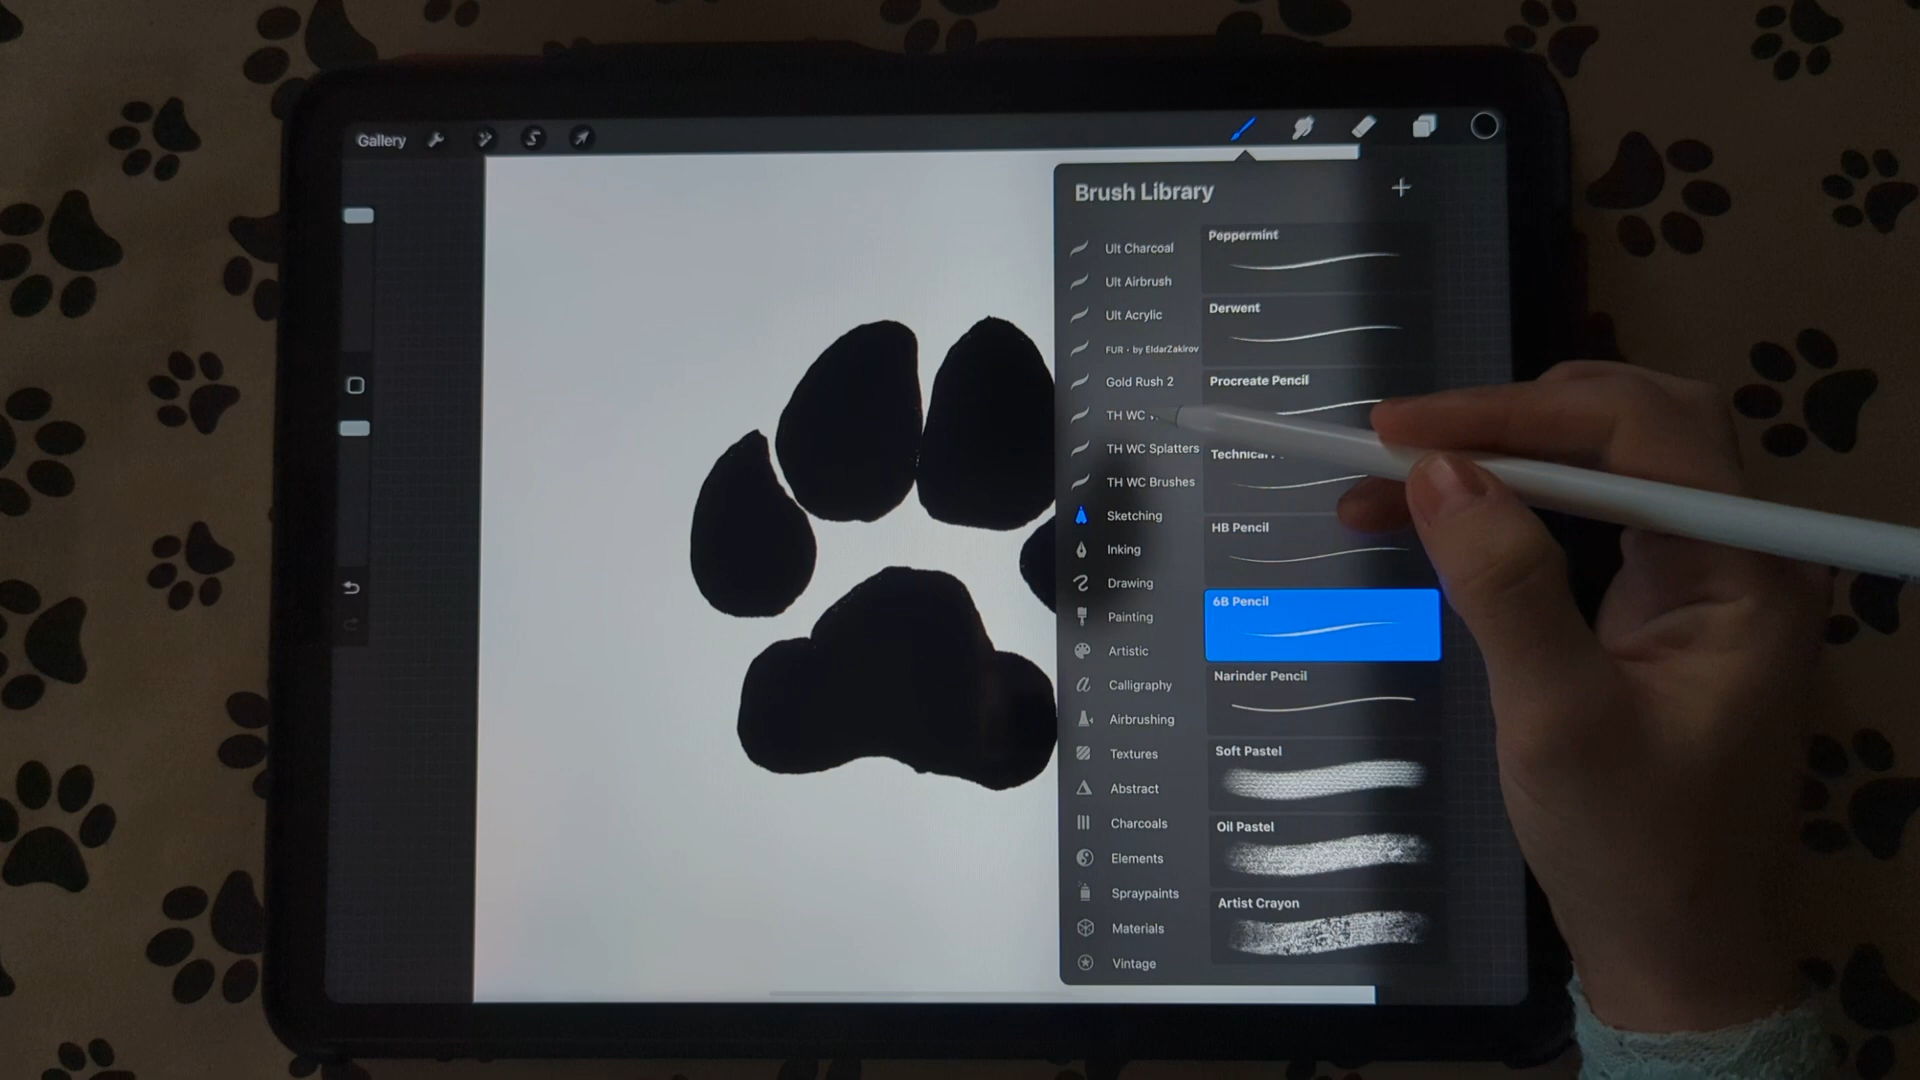 Gallery
Brush Library
Ult Charcoal
Ult Airbrush
Ult Acrylic
FUR - by EldarZakirov
Gold Rush 2
TH WC
TH WC Splatters
TH WC Brushes
Sketching
Inking
Drawing
Painting
Artistic
Calligraphy
Airbrushing
Textures
Abstract
Charcoals
Elements
Spraypaints
Materials
Vintage
Peppermint
Derwent
Procreate Pencil
HB Pencil
6B Pencil
Narinder Pencil
Soft Pastel
Oil Pastel
Artist Crayon